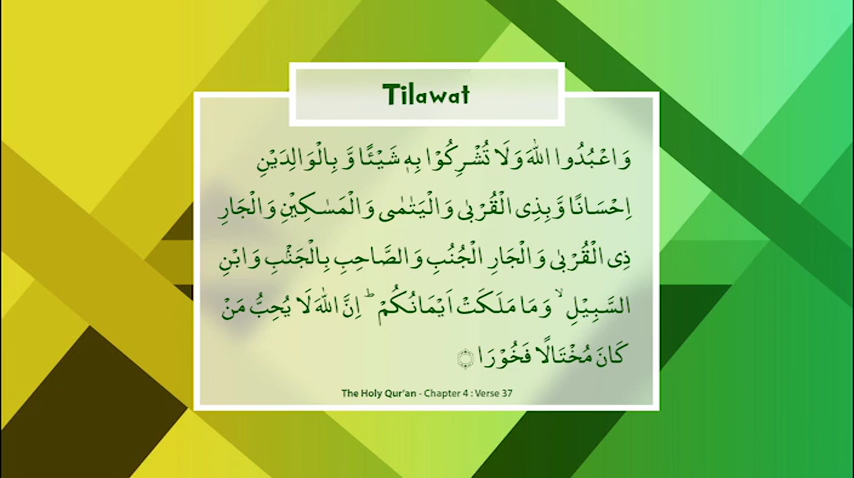 Tilawat
وَاعۡبُدُوا اللّٰهَ وَلَا تُشۡرِكُوۡا بِهٖ شَيۡـًٔـا وَّ بِالۡوَالِدَيۡنِ
اِحۡسَانًا وَّبِذِى الۡقُرۡبٰى وَالۡيَتٰمٰى وَالۡمَسٰكِيۡنِ وَالۡجَارِ
ذِى الۡقُرۡبٰى وَالۡجَارِ الۡجُنُبِ وَالصَّاحِبِ بِالۡجَنۡۢبِ وَابۡنِ
السَّبِيۡلِ ۙ وَمَا مَلَكَتۡ اَيۡمَانُكُمۡ ؕ اِنَّ اللّٰهَ لَا يُحِبُّ مَنۡ
كَانَ مُخۡتَالًا فَخُوۡرَا ۞
The Holy Qur'an - Chapter 4 : Verse 37